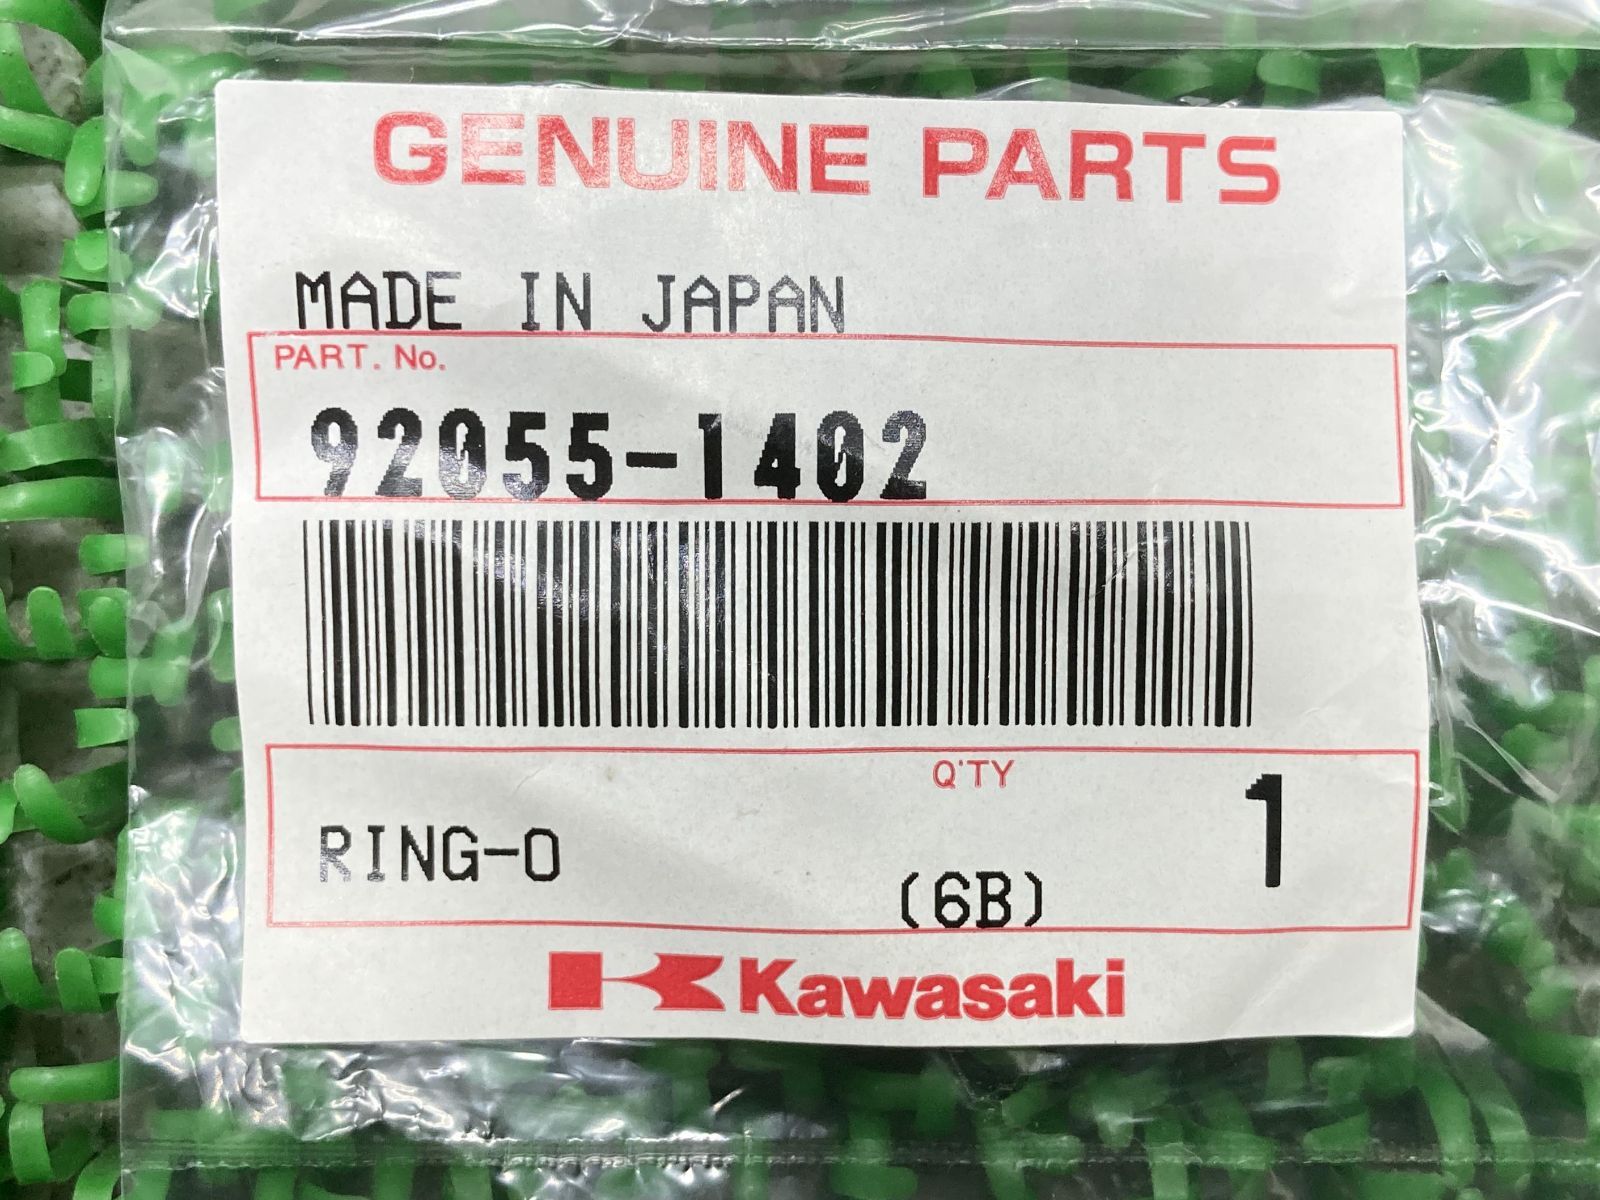 GENUINE PARTS
MADE IN JAPAN
PART. No.
92055-1402
Q'TY
1
RING-O
(6B)
Kawasaki